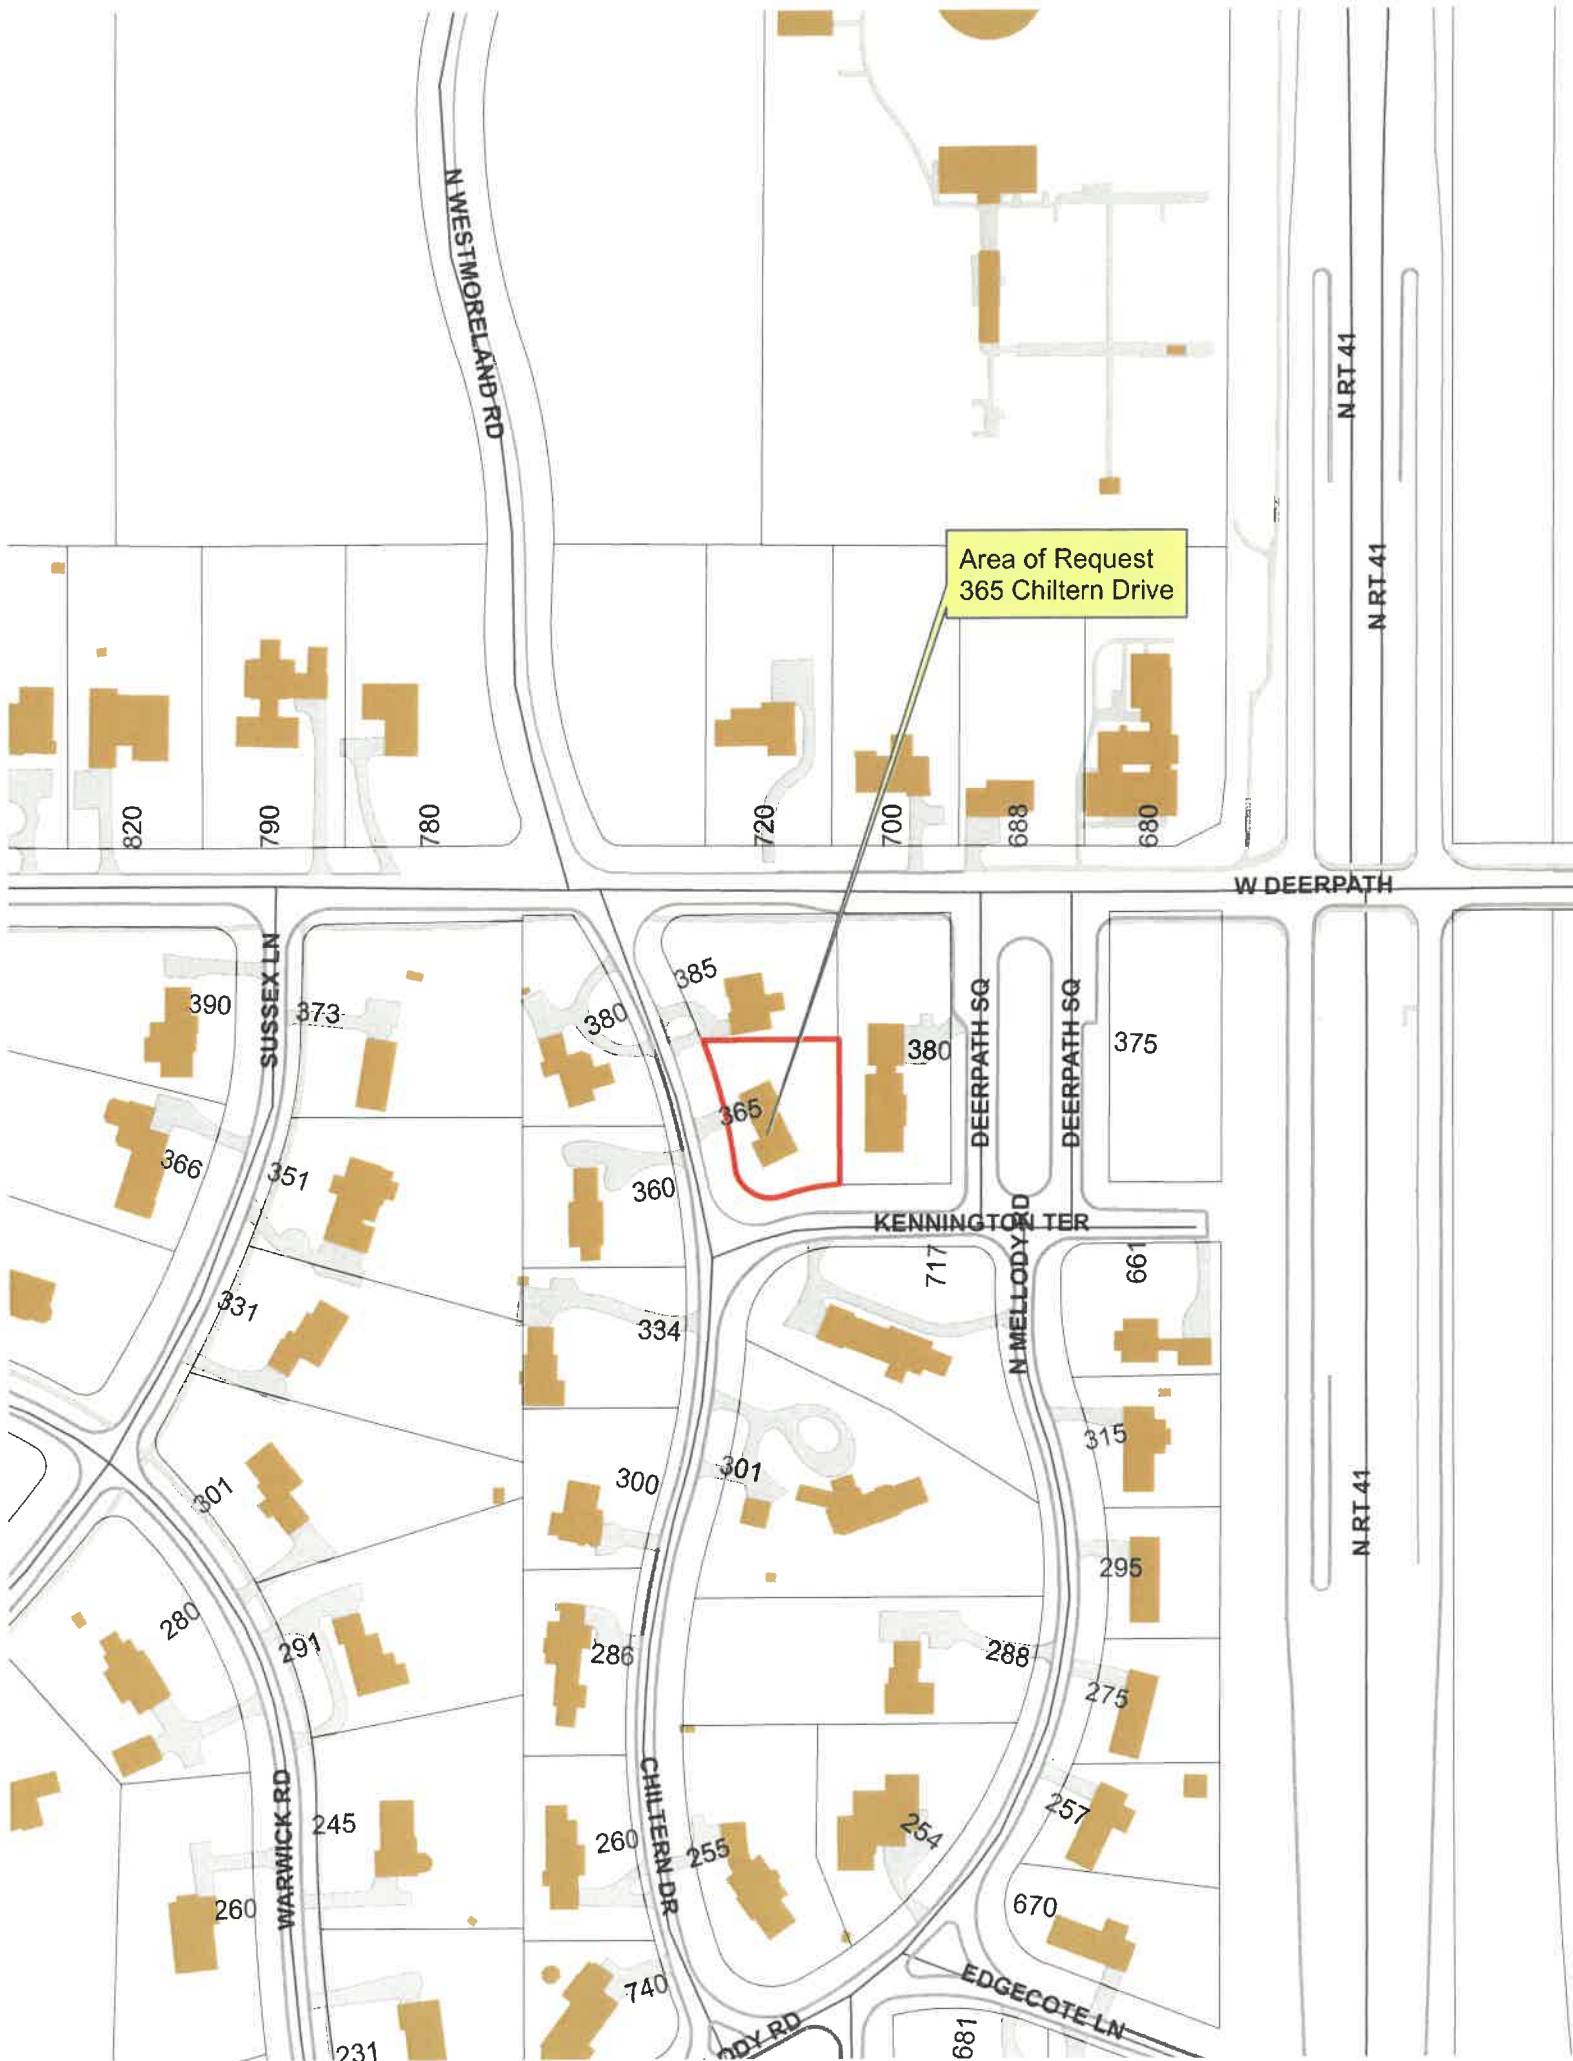 N WESTMORELAND RD
N RT 41
N RT 41
Area of Request
365 Chiltern Drive
820
790
780
720
700
688
680
W DEERPATH
SUSSEX LN
390
373
380
385
380
DEERPATH SQ
DEERPATH SQ
375
366
351
365
360
KENNINGTON TER
N MELLODY RD
717
661
331
334
315
301
300
301
N RT 41
295
280
291
286
288
275
WARWICK RD
245
CHILTERN DR
260
255
254
257
260
670
740
EDGECOTE LN
ODY RD
681
231